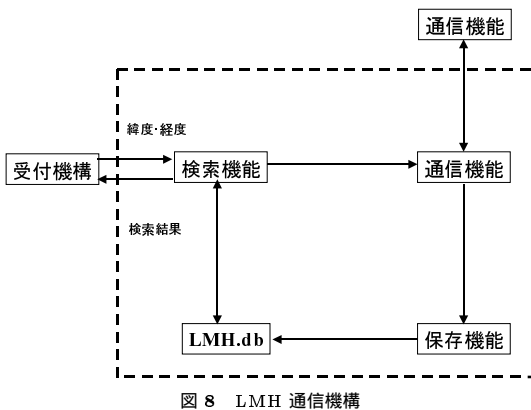 通信機能
緯度・経度
受付機構
検索機能
通信機能
検索結果
LMH.db
保存機能
図 8 LMH 通信機構